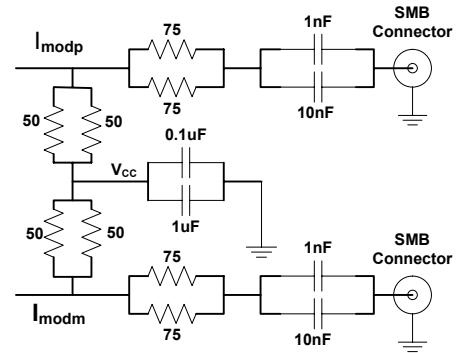 SMB
Connector
1nF
75
Imodp
75
10nF
50
50
0.1uF
Vcc
1uF
50
50
SMB
Connector
1nF
75
Imodm
75
10nF